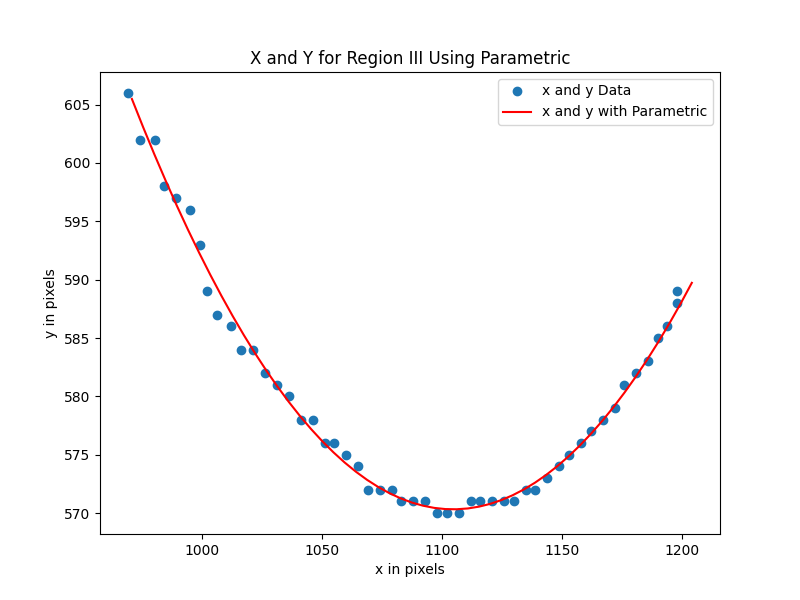 X and Y for Region III Using Parametric
x and y Data
x and y with Parametric
605
600
595
590
585
580
575
570
y in pixels
1000 1050 1100 1150 1200
x in pixels